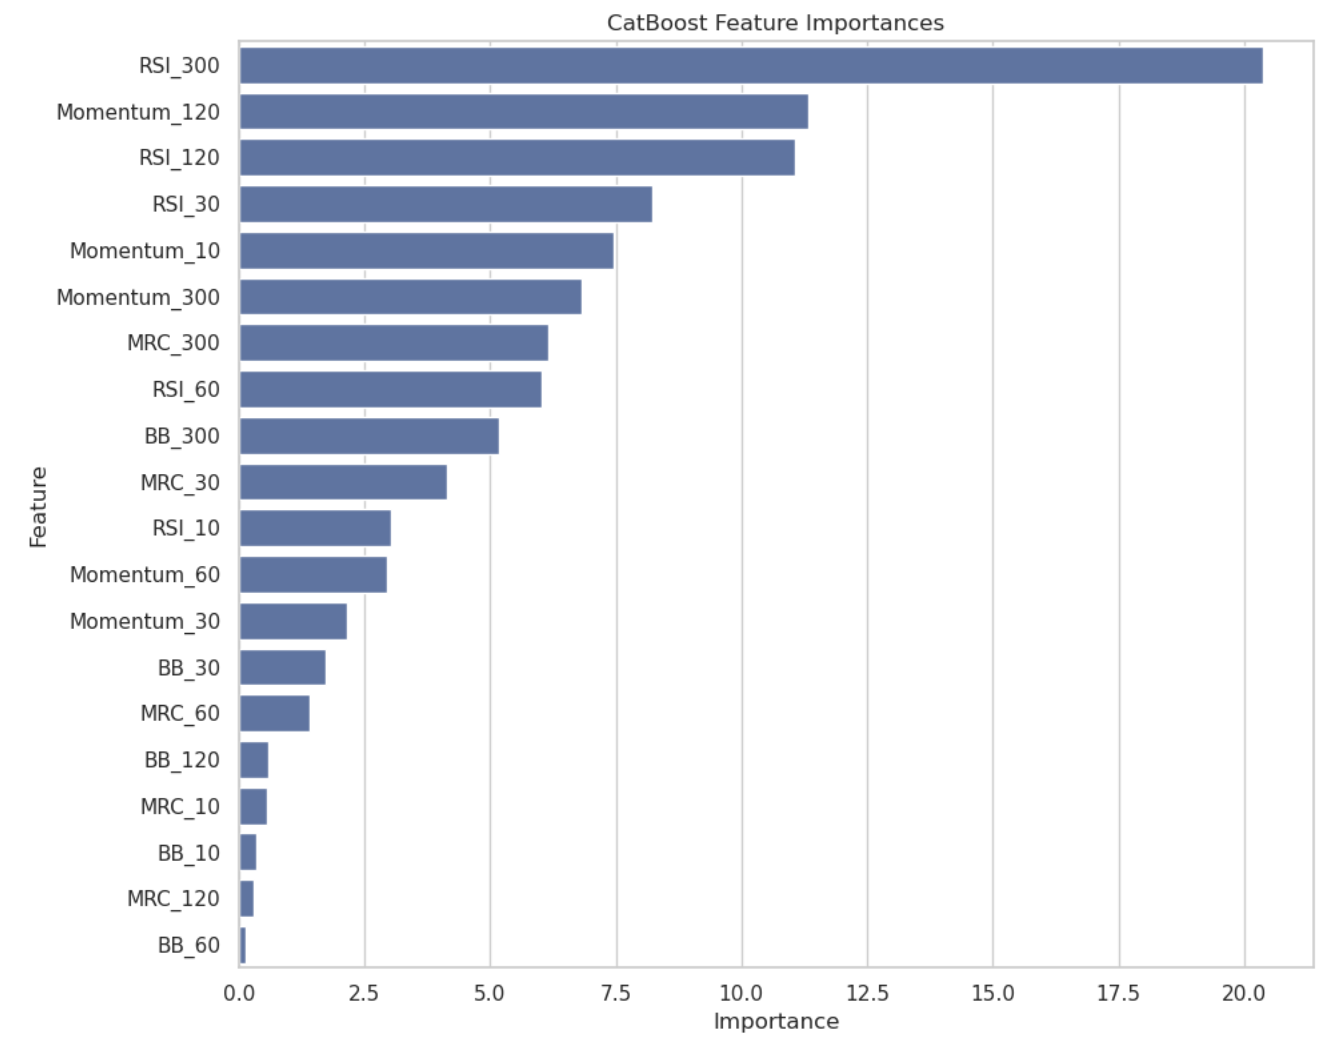 CatBoost Feature Importances
RSI_300
Momentum_120
RSI_120
RSI_30
Momentum_10
Momentum_300
MRC_300
RSI_60
BB_300
MRC_30
RSI_10
Momentum_60
Momentum_30
BB_30
MRC_60
BB_120
MRC_10
BB_10
MRC_120
BB_60
Feature
0.0 2.5 5.0 7.5 10.0 12.5 15.0 17.5 20.0
Importance